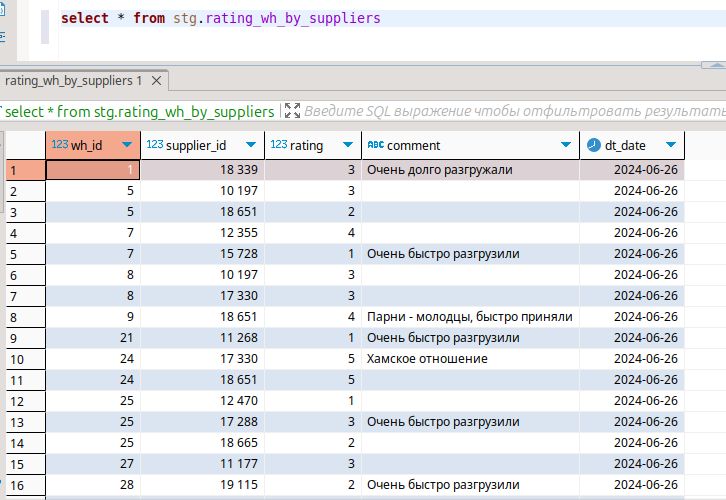 select * from stg.rating_wh_by_suppliers
rating_wh_by_suppliers 1
select * from stg.rating_wh_by_suppliers Введите SQL выражение чтобы отфильтровать результаты
123 wh_id 123 supplier_id 123 rating ABC comment dt_date
1 1 18 339 3 Очень долго разгружали 2024-06-26
2 5 10 197 3 2024-06-26
3 5 18 651 2 2024-06-26
4 7 12 355 4 2024-06-26
5 7 15 728 1 Очень быстро разгрузили 2024-06-26
6 8 10 197 3 2024-06-26
7 8 17 330 3 2024-06-26
8 9 18 651 4 Парни - молодцы, быстро приняли 2024-06-26
9 21 11 268 1 Очень быстро разгрузили 2024-06-26
10 24 17 330 5 Хамское отношение 2024-06-26
11 24 18 651 5 2024-06-26
12 25 12 470 1 2024-06-26
13 25 17 288 3 Очень быстро разгрузили 2024-06-26
14 25 18 665 2 2024-06-26
15 27 11 177 3 2024-06-26
16 28 19 115 2 Очень быстро разгрузили 2024-06-26